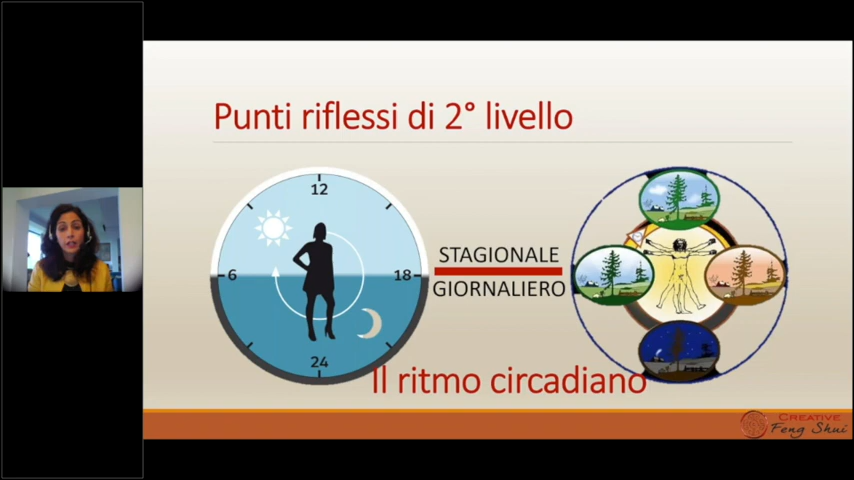 Punti riflessi di 2° livello
12
6
18
24
STAGIONALE
GIORNALIERO
Il ritmo circadiano
CREATIVE
Feng Shui